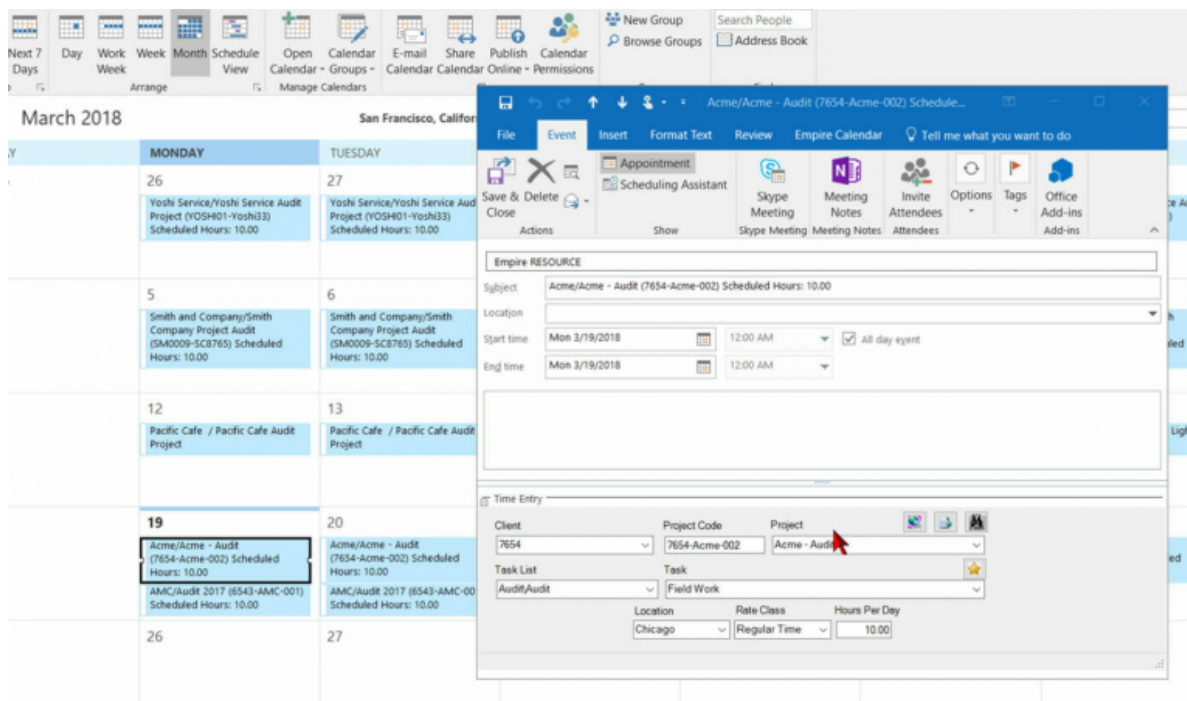 New Group
Search People
Browse Groups
Address Book
Next 7 Days
Day
Work Week
Week
Month
Schedule View
Open Calendar
Calendar Groups
E-mail Calendar
Share Calendar
Publish Online
Calendar Permissions
Arrange
Manage Calendars
March 2018
San Francisco, Califor
MONDAY
TUESDAY
26
Yoshi Service/Yoshi Service Audit
Project (YOSHI01-Yoshi33)
Scheduled Hours: 10.00
27
Yoshi Service/Yoshi Service Aud
Project (YOSHI01-Yoshi33)
Scheduled Hours: 10.00
5
Smith and Company/Smith
Company Project Audit
(SM0009-SC8765) Scheduled
Hours: 10.00
6
Smith and Company/Smith
Company Project Audit
(SM0009-SC8765) Scheduled
Hours: 10.00
12
Pacific Cafe / Pacific Cafe Audit
Project
13
Pacific Cafe / Pacific Cafe Audit
Project
19
Acme/Acme - Audit
(7654-Acme-002) Scheduled
Hours: 10.00
AMC/Audit 2017 (6543-AMC-001)
Scheduled Hours: 10.00
20
Acme/Acme - Audit
(7654-Acme-002) Scheduled
Hours: 10.00
AMC/Audit 2017 (6543-AMC-00
Scheduled Hours: 10.00
26
27
Acme/Acme - Audit (7654-Acme-002) Schedule...
File Event Insert Format Text Review Empire Calendar Tell me what you want to do
Save & Close
Delete
Appointment
Scheduling Assistant
Skype Meeting
Meeting Notes
Invite Attendees
Options
Tags
Office Add-ins
Actions Show Skype Meeting Meeting Notes Attendees Add-ins
Empire RESOURCE
Subject Acme/Acme - Audit (7654-Acme-002) Scheduled Hours: 10.00
Location
Start time Mon 3/19/2018 12:00 AM All day event
End time Mon 3/19/2018 12:00 AM
Time Entry
Client Project Code Project
7654 7654-Acme-002 Acme - Audit
Task List Task
Audit/Audit Field Work
Location Rate Class Hours Per Day
Chicago Regular Time 10.00